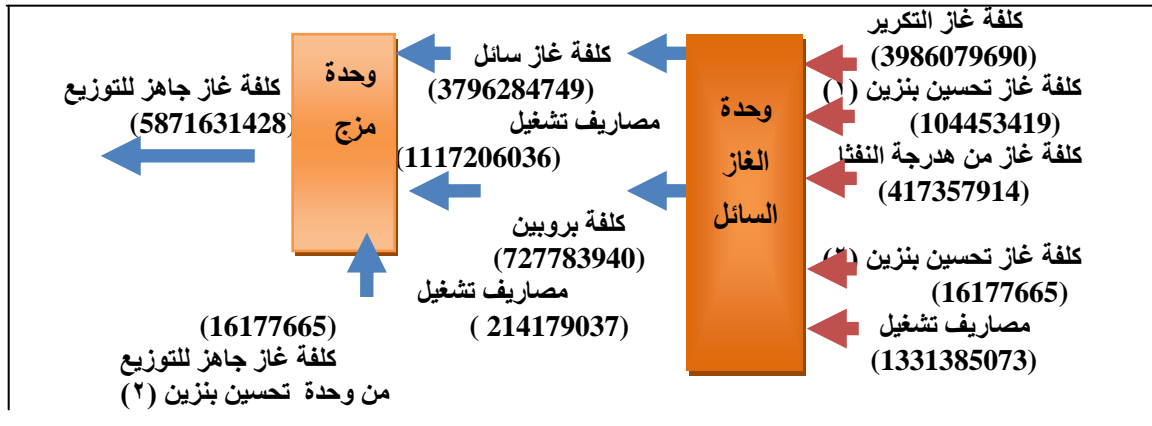 كلفة غاز التكرير
(3986079690)
كلفة غاز تحسين بنزين (١)
(104453419)
كلفة غاز من هدرجة النفثا
(417357914)
كلفة غاز تحسين بنزين (٢)
(16177665)
مصاريف تشغيل
(1331385073)
وحدة
الغاز
السائل
كلفة غاز سائل
(3796284749)
مصاريف تشغيل
(1117206036)
كلفة بروبين
(727783940)
مصاريف تشغيل
(214179037 )
وحدة
مزج
كلفة غاز جاهز للتوزيع
(5871631428)
(16177665)
كلفة غاز جاهز للتوزيع
من وحدة تحسين بنزين (٢)